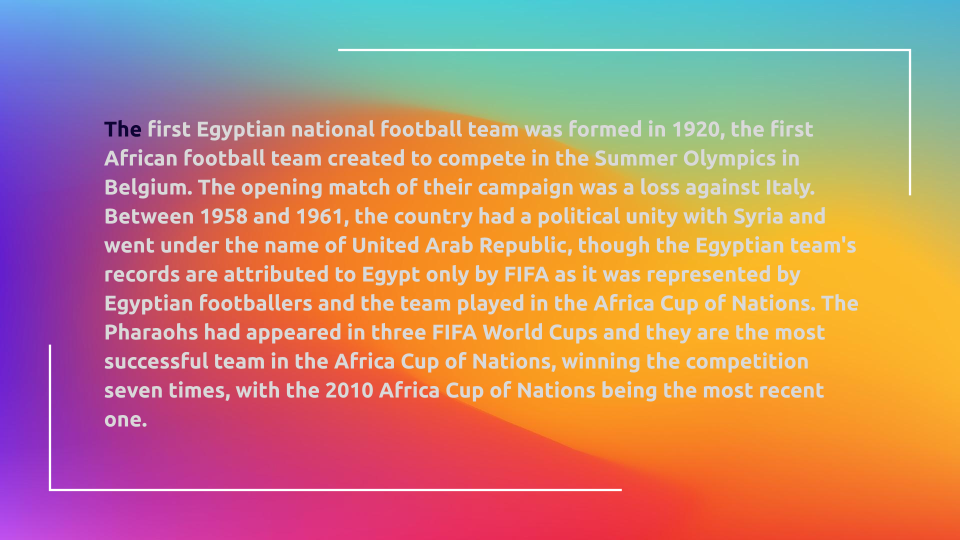 The first Egyptian national football team was formed in 1920, the first
African football team created to compete in the Summer Olympics in
Belgium. The opening match of their campaign was a loss against Italy.
Between 1958 and 1961, the country had a political unity with Syria and
went under the name of United Arab Republic, though the Egyptian team's
records are attributed to Egypt only by FIFA as it was represented by
Egyptian footballers and the team played in the Africa Cup of Nations. The
Pharaohs had appeared in three FIFA World Cups and they are the most
successful team in the Africa Cup of Nations, winning the competition
seven times, with the 2010 Africa Cup of Nations being the most recent
one.